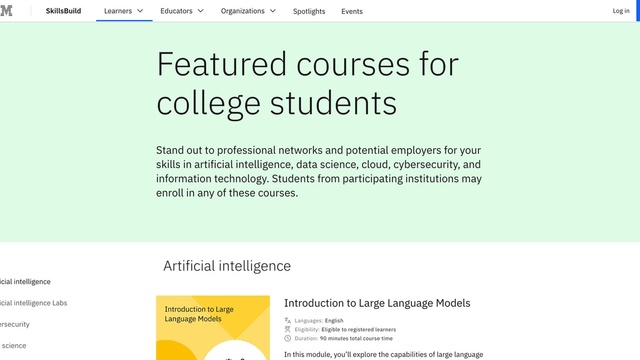 M SkillsBuild Learners Educators Organizations Spotlights Events Log in
Featured courses for
college students
Stand out to professional networks and potential employers for your
skills in artificial intelligence, data science, cloud, cybersecurity, and
information technology. Students from participating institutions may
enroll in any of these courses.
Artificial intelligence
icial intelligence
icial intelligence Labs
ersecurity
science
Introduction to Large
Language Models
Introduction to Large Language Models
Languages: English
Eligibility: Eligible to registered learners
Duration: 90 minutes total course time
In this module, you'll explore the capabilities of large language